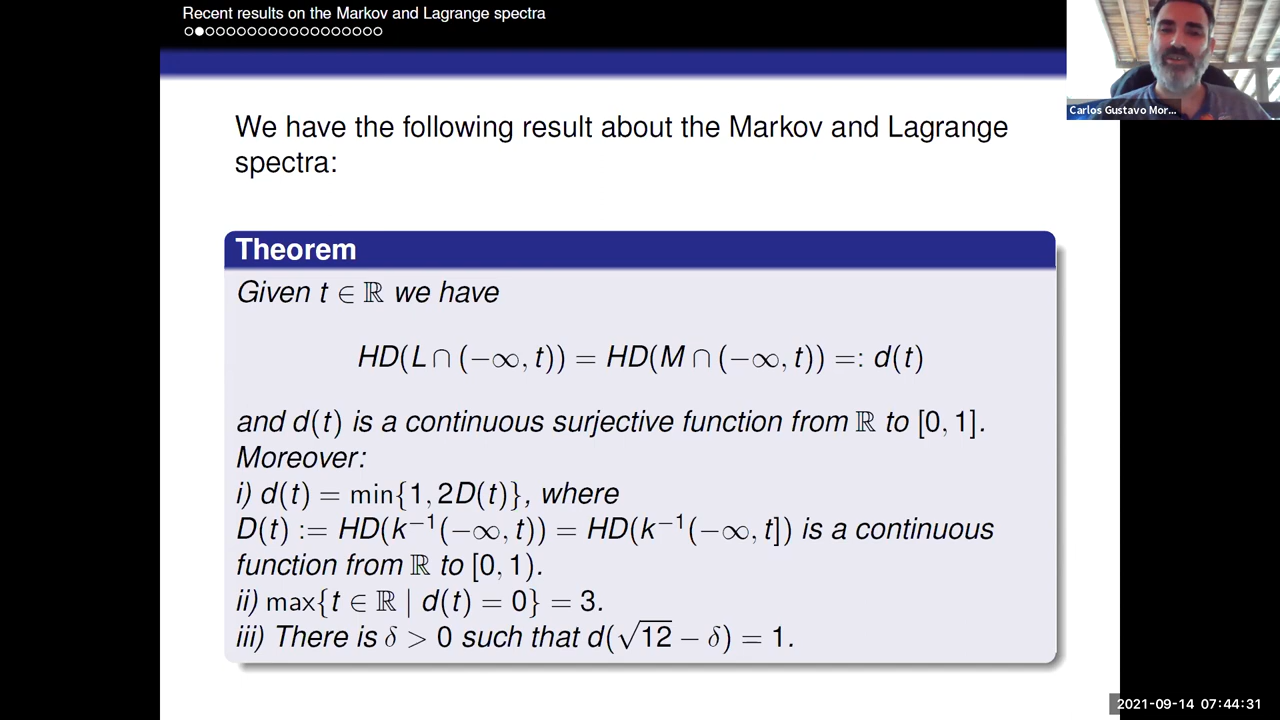 Recent results on the Markov and Lagrange spectra
Carlos Gustavo Mor...
We have the following result about the Markov and Lagrange
spectra:
Theorem
Given t ∈ ℝ we have
HD(L ∩ (−∞, t)) = HD(M ∩ (−∞, t)) =: d(t)
and d(t) is a continuous surjective function from ℝ to [0, 1].
Moreover:
i) d(t) = min{1, 2D(t)}, where
D(t) := HD(k⁻¹(−∞, t)) = HD(k⁻¹(−∞, t]) is a continuous
function from ℝ to [0, 1).
ii) max{t ∈ ℝ | d(t) = 0} = 3.
iii) There is δ > 0 such that d(√12 − δ) = 1.
2021-09-14 07:44:31